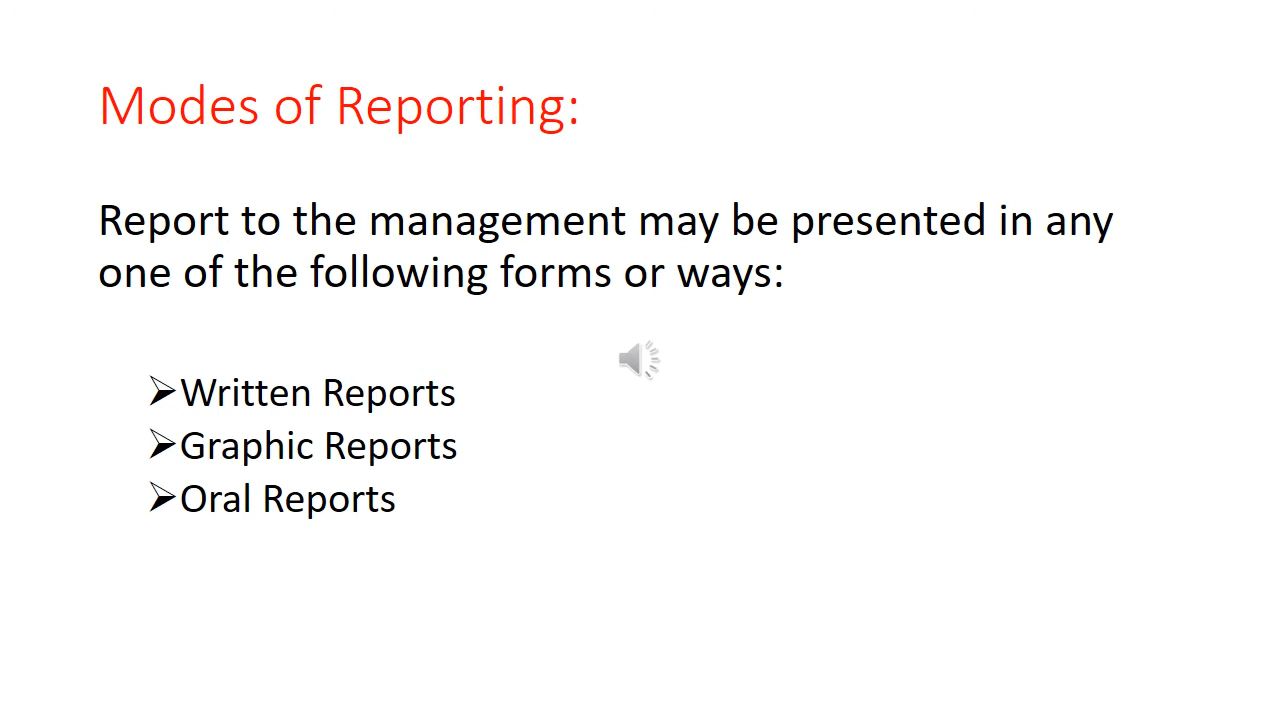 Modes of Reporting:
Report to the management may be presented in any
one of the following forms or ways:
➢Written Reports
➢Graphic Reports
➢Oral Reports